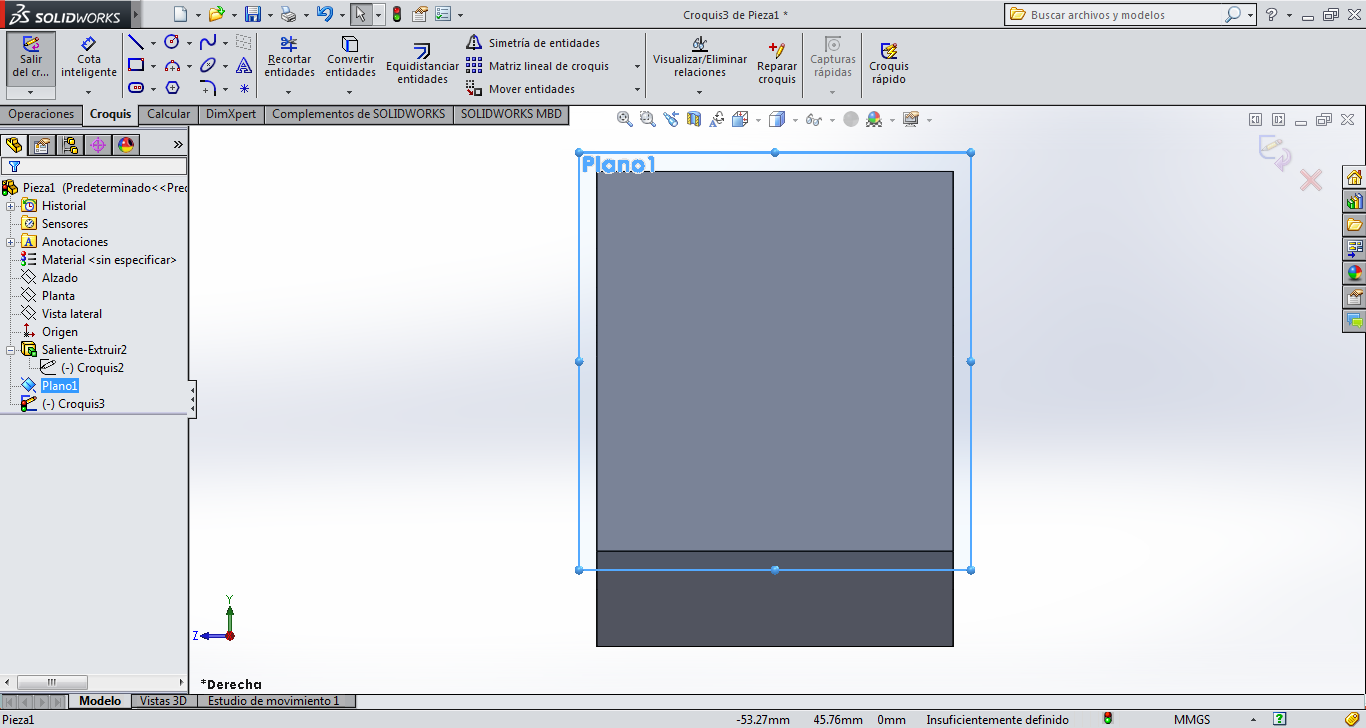 SOLIDWORKS
Croquis3 de Pieza1 *
Buscar archivos y modelos
Salir
del cr...
Cota
inteligente
Recortar
entidades
Convertir
entidades
Equidistanciar
entidades
Simetría de entidades
Matriz lineal de croquis
Mover entidades
Visualizar/Eliminar
relaciones
Reparar
croquis
Capturas
rápidas
Croquis
rápido
Operaciones
Croquis
Calcular
DimXpert
Complementos de SOLIDWORKS
SOLIDWORKS MBD
Pieza1 (Predeterminado<<Pred
Historial
Sensores
Anotaciones
Material <sin especificar>
Alzado
Planta
Vista lateral
Origen
Saliente-Extruir2
(-) Croquis2
Plano1
(-) Croquis3
Plano1
Y
Z
*Derecha
Modelo
Vistas 3D
Estudio de movimiento 1
Pieza1
-53.27mm
45.76mm
0mm
Insuficientemente definido
MMGS